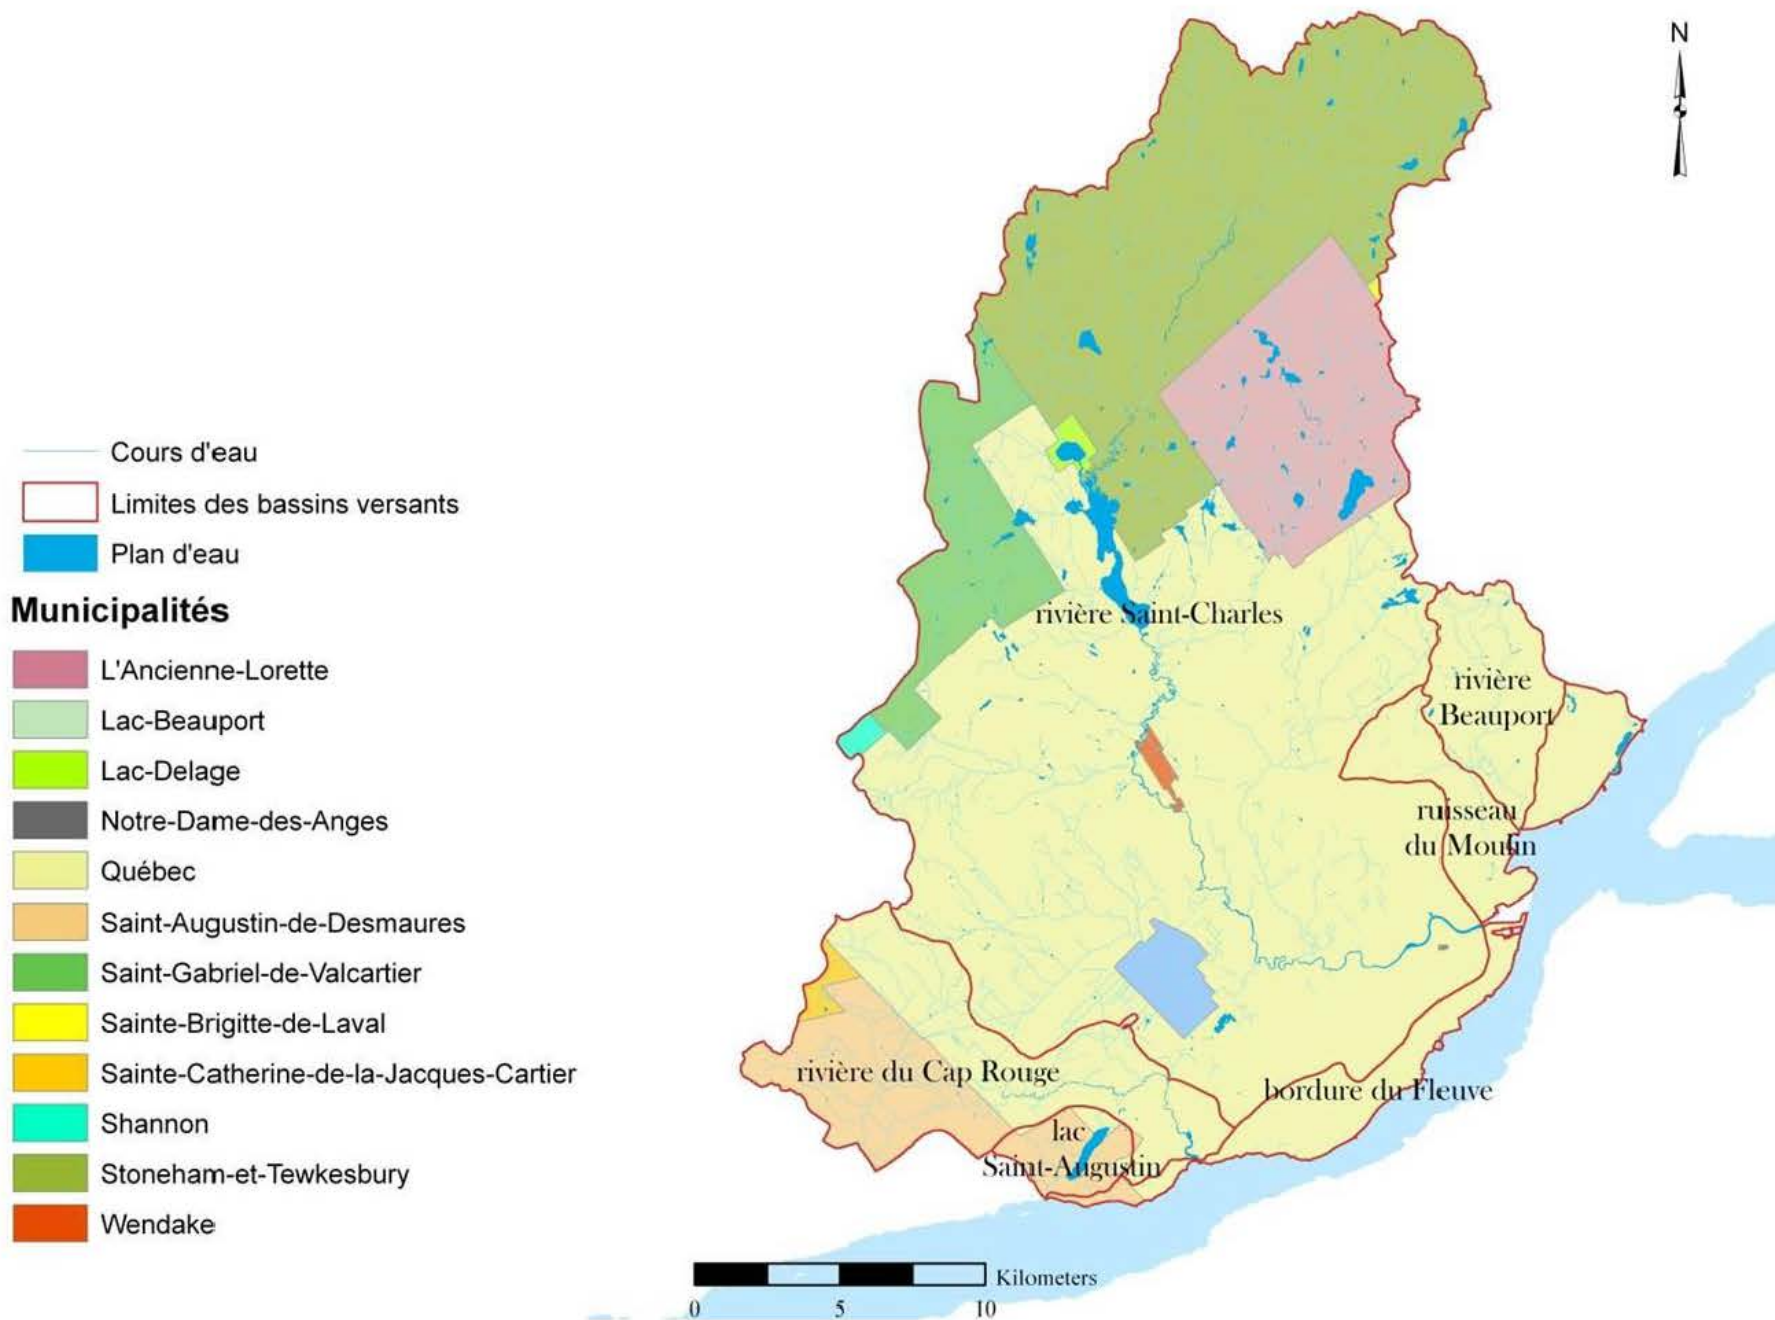 N
Cours d'eau
Limites des bassins versants
Plan d'eau
Municipalités
L'Ancienne-Lorette
Lac-Beauport
Lac-Delage
Notre-Dame-des-Anges
Québec
Saint-Augustin-de-Desmaures
Saint-Gabriel-de-Valcartier
Sainte-Brigitte-de-Laval
Sainte-Catherine-de-la-Jacques-Cartier
Shannon
Stoneham-et-Tewkesbury
Wendake
rivière Saint-Charles
rivière
Beauport
ruisseau
du Moulin
rivière du Cap Rouge
bordure du Fleuve
lac
Saint-Augustin
Kilometers
0 5 10